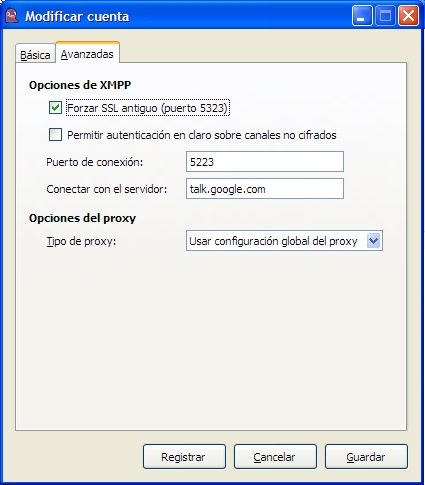 Modificar cuenta
Básica
Avanzadas
Opciones de XMPP
Forzar SSL antiguo (puerto 5323)
Permitir autenticación en claro sobre canales no cifrados
Puerto de conexión: 5223
Conectar con el servidor: talk.google.com
Opciones del proxy
Tipo de proxy: Usar configuración global del proxy
Registrar Cancelar Guardar